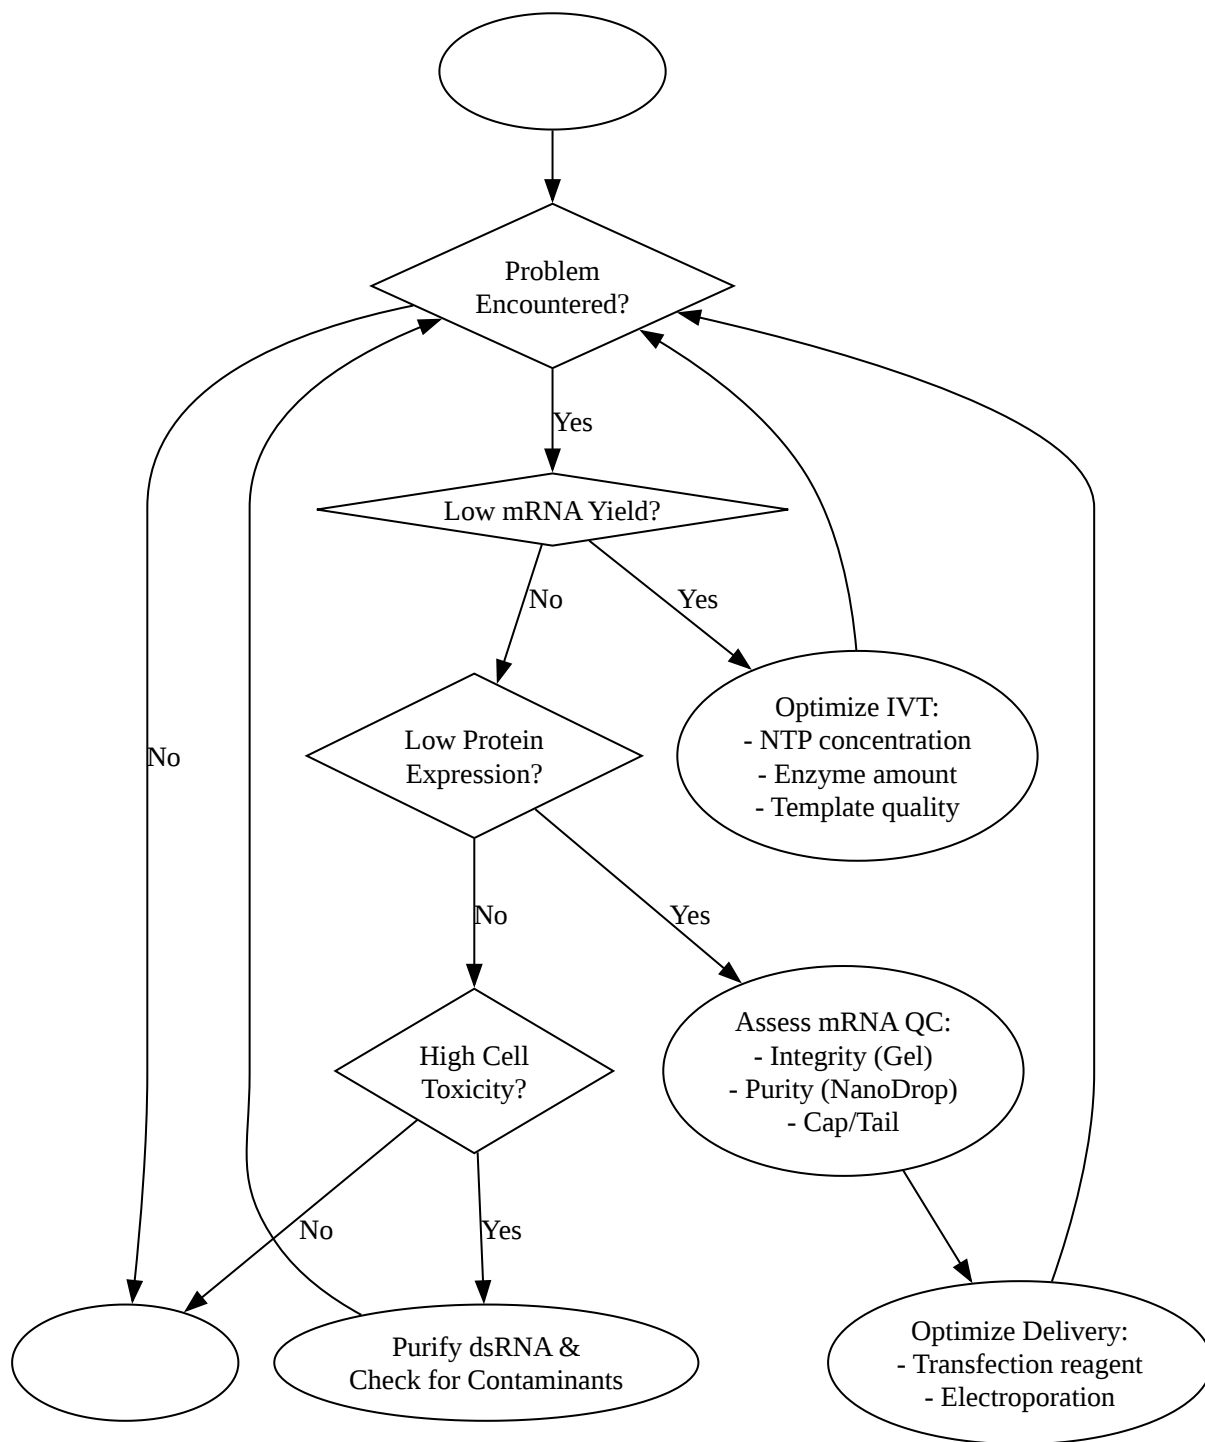 Problem
Encountered?
Yes
Low mRNA Yield?
No
Yes
Optimize IVT:
- NTP concentration
- Enzyme amount
- Template quality
Low Protein
Expression?
No
No
Yes
Assess mRNA QC:
- Integrity (Gel)
- Purity (NanoDrop)
- Cap/Tail
High Cell
Toxicity?
No
Yes
Purify dsRNA &
Check for Contaminants
Optimize Delivery:
- Transfection reagent
- Electroporation